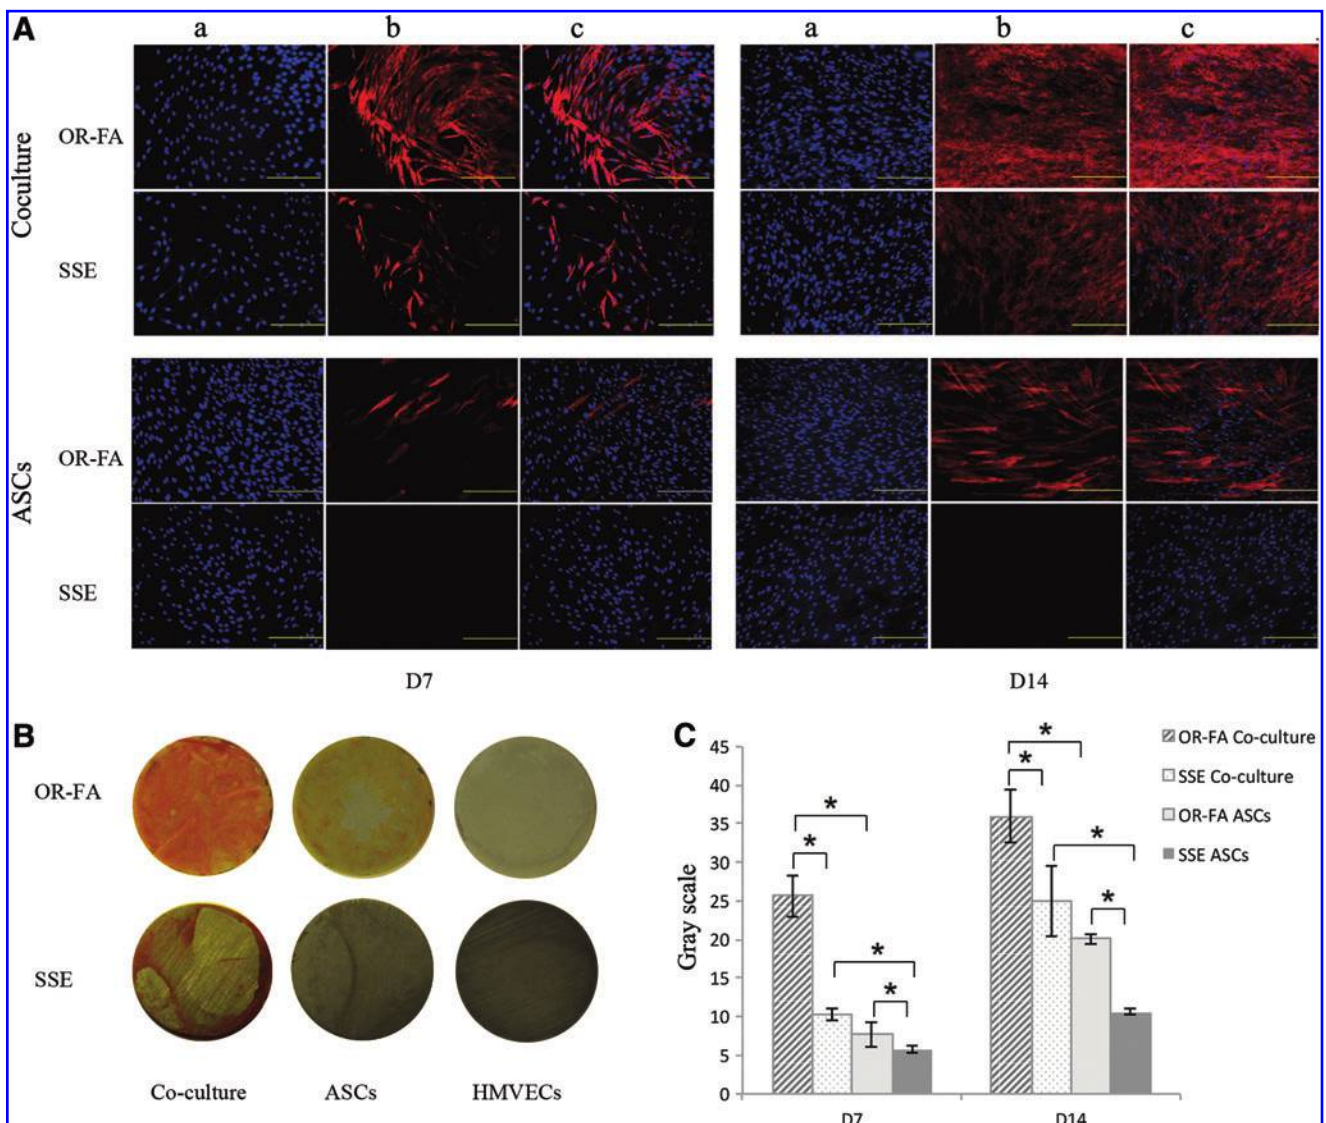 A
a b c a b c
Coculture
OR-FA
SSE
ASCs
OR-FA
SSE
D7 D14
B
OR-FA
SSE
Co-culture ASCs HMVECs
C
Gray scale
45
40
35
30
25
20
15
10
5
0
* * * *
* * * *
D7 D14
OR-FA Co-culture
SSE Co-culture
OR-FA ASCs
SSE ASCs